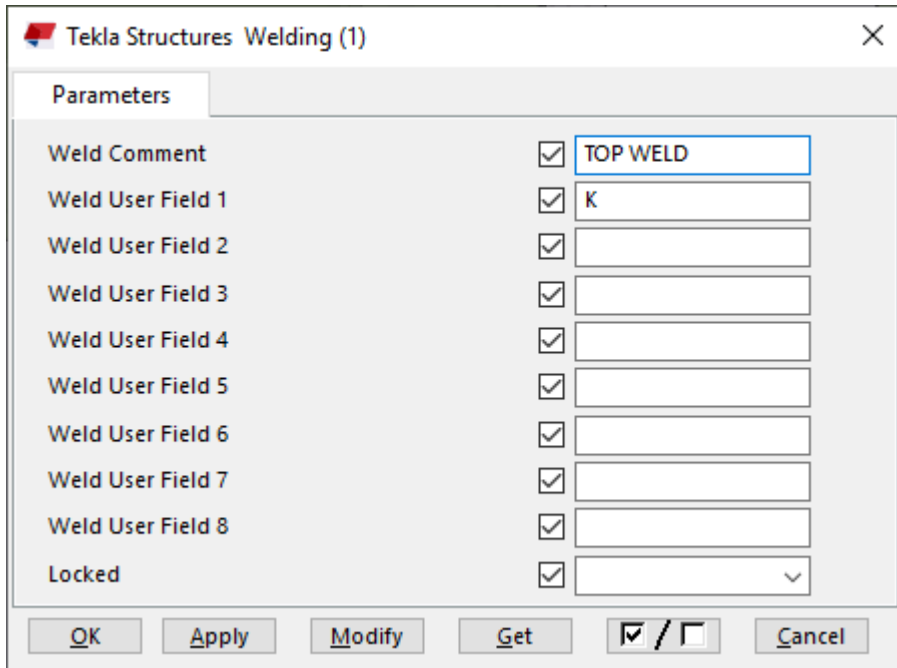 Tekla Structures Welding (1)
Parameters
Weld Comment TOP WELD
Weld User Field 1 K
Weld User Field 2
Weld User Field 3
Weld User Field 4
Weld User Field 5
Weld User Field 6
Weld User Field 7
Weld User Field 8
Locked
OK Apply Modify Get / Cancel